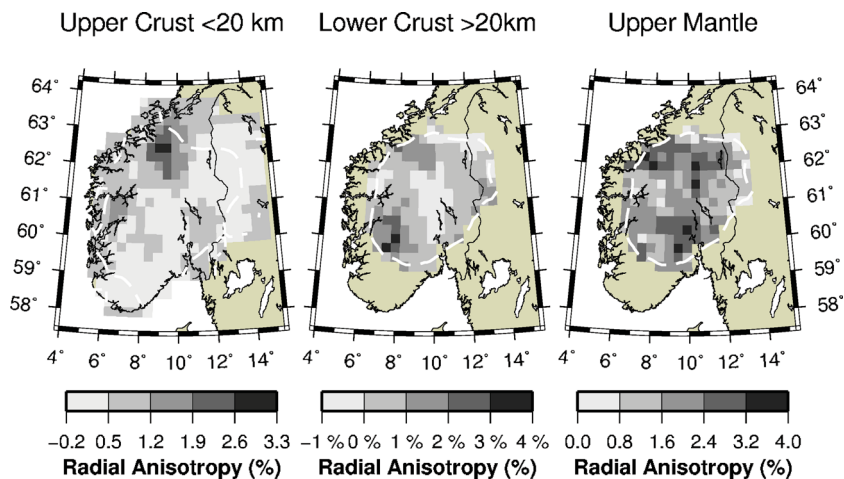 Upper Crust <20 km
Lower Crust >20km
Upper Mantle
64°
63°
62°
61°
60°
59°
58°
4° 6° 8° 10° 12° 14°
4° 6° 8° 10° 12° 14°
4° 6° 8° 10° 12° 14°
64°
63°
62°
61°
60°
59°
58°
−0.2 0.5 1.2 1.9 2.6 3.3
Radial Anisotropy (%)
−1 % 0 % 1 % 2 % 3 % 4 %
Radial Anisotropy (%)
0.0 0.8 1.6 2.4 3.2 4.0
Radial Anisotropy (%)